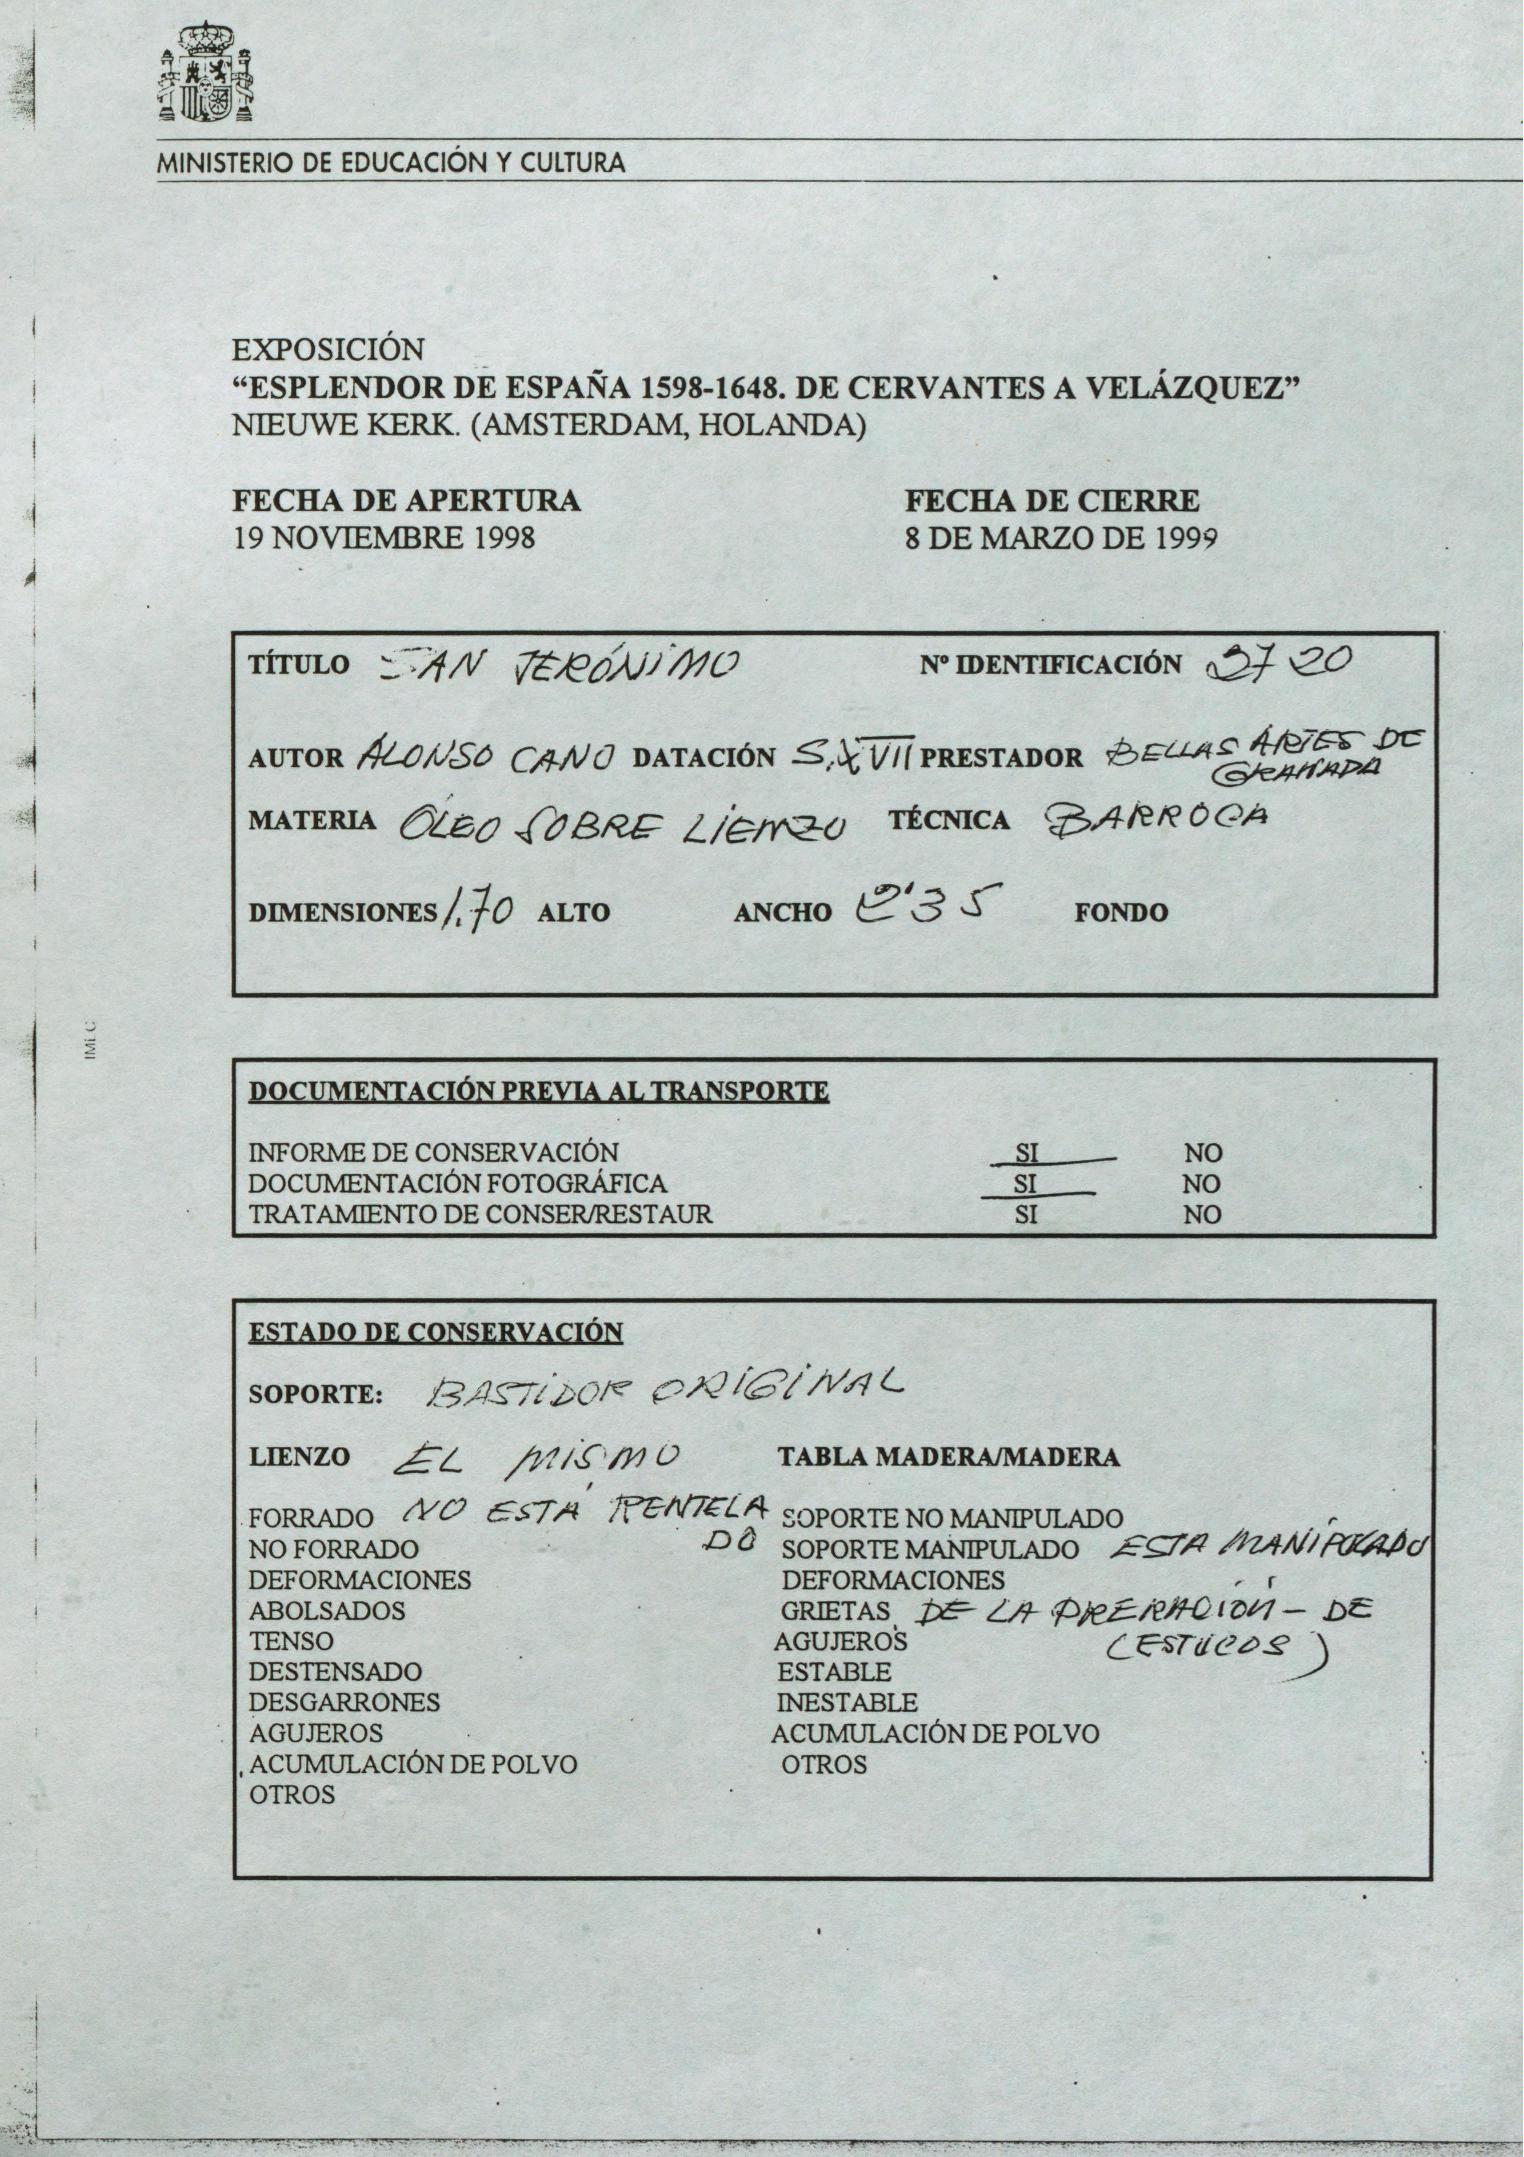 MINISTERIO DE EDUCACIÓN Y CULTURA
EXPOSICIÓN
“ESPLENDOR DE ESPAÑA 1598-1648. DE CERVANTES A VELÁZQUEZ”
NIEUWE KERK. (AMSTERDAM, HOLANDA)
FECHA DE APERTURA FECHA DE CIERRE
19 NOVIEMBRE 1998 8 DE MARZO DE 1999
TÍTULO SAN JERÓNIMO Nº IDENTIFICACIÓN 2720
AUTOR ALONSO CANO DATACIÓN S.XVII PRESTADOR BELLAS ARTES DE
GRANADA
MATERIA ÓLEO SOBRE LIENZO TÉCNICA BARROCA
DIMENSIONES 1.70 ALTO ANCHO 2'35 FONDO
DOCUMENTACIÓN PREVIA AL TRANSPORTE
INFORME DE CONSERVACIÓN SI NO
DOCUMENTACIÓN FOTOGRÁFICA SI NO
TRATAMIENTO DE CONSER/RESTAUR SI NO
ESTADO DE CONSERVACIÓN
SOPORTE: BASTIDOR ORIGINAL
LIENZO EL MISMO TABLA MADERA/MADERA
FORRADO NO ESTÁ RENTELA SOPORTE NO MANIPULADO
NO FORRADO DO SOPORTE MANIPULADO ESTA MANIPULADO
DEFORMACIONES DEFORMACIONES
ABOLSADOS GRIETAS DE LA PRERACIÓN - DE
TENSO AGUJEROS (ESTUCOS)
DESTENSADO ESTABLE
DESGARRONES INESTABLE
AGUJEROS ACUMULACIÓN DE POLVO
ACUMULACIÓN DE POLVO OTROS
OTROS